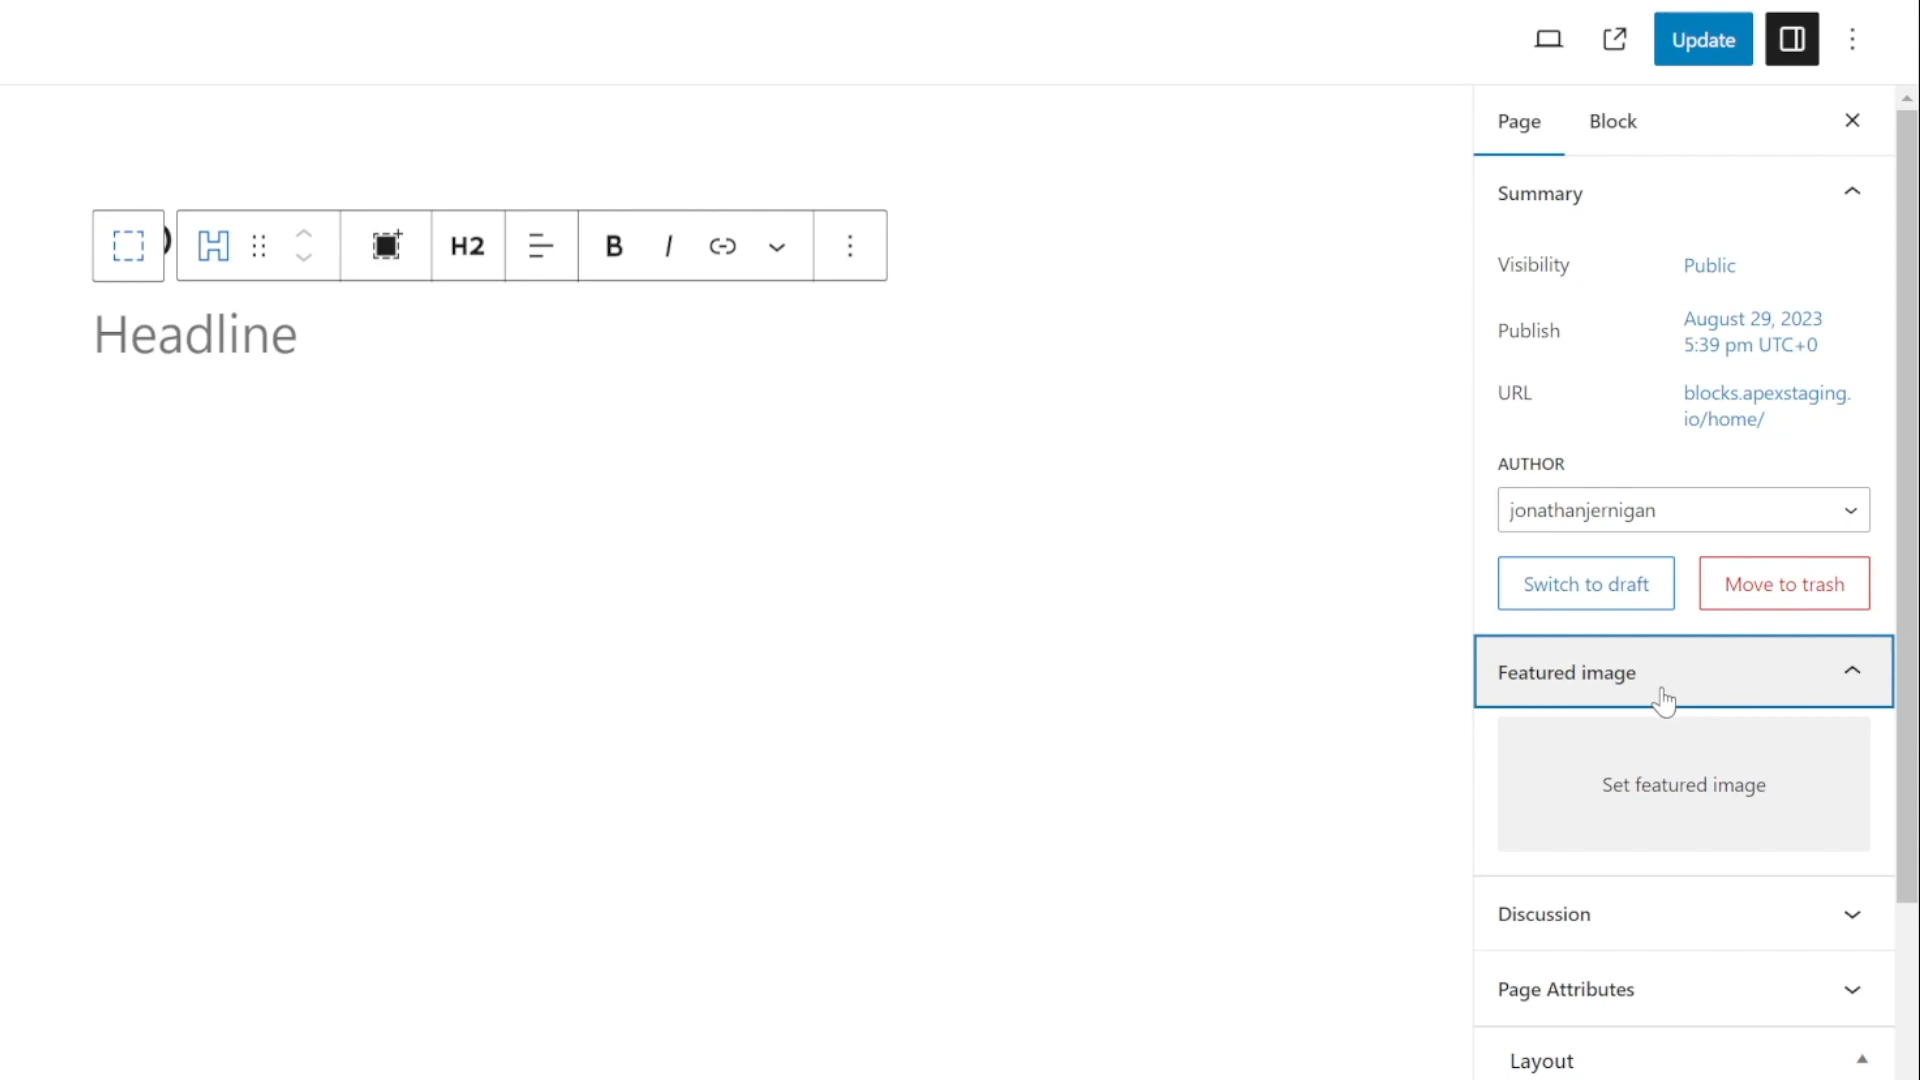 Update
Page Block
Summary
Visibility Public
Publish August 29, 2023
5:39 pm UTC+0
URL blocks.apexstaging.
io/home/
AUTHOR
jonathanjernigan
Switch to draft Move to trash
Featured image
Set featured image
Discussion
Page Attributes
Layout
H2 B I
Headline